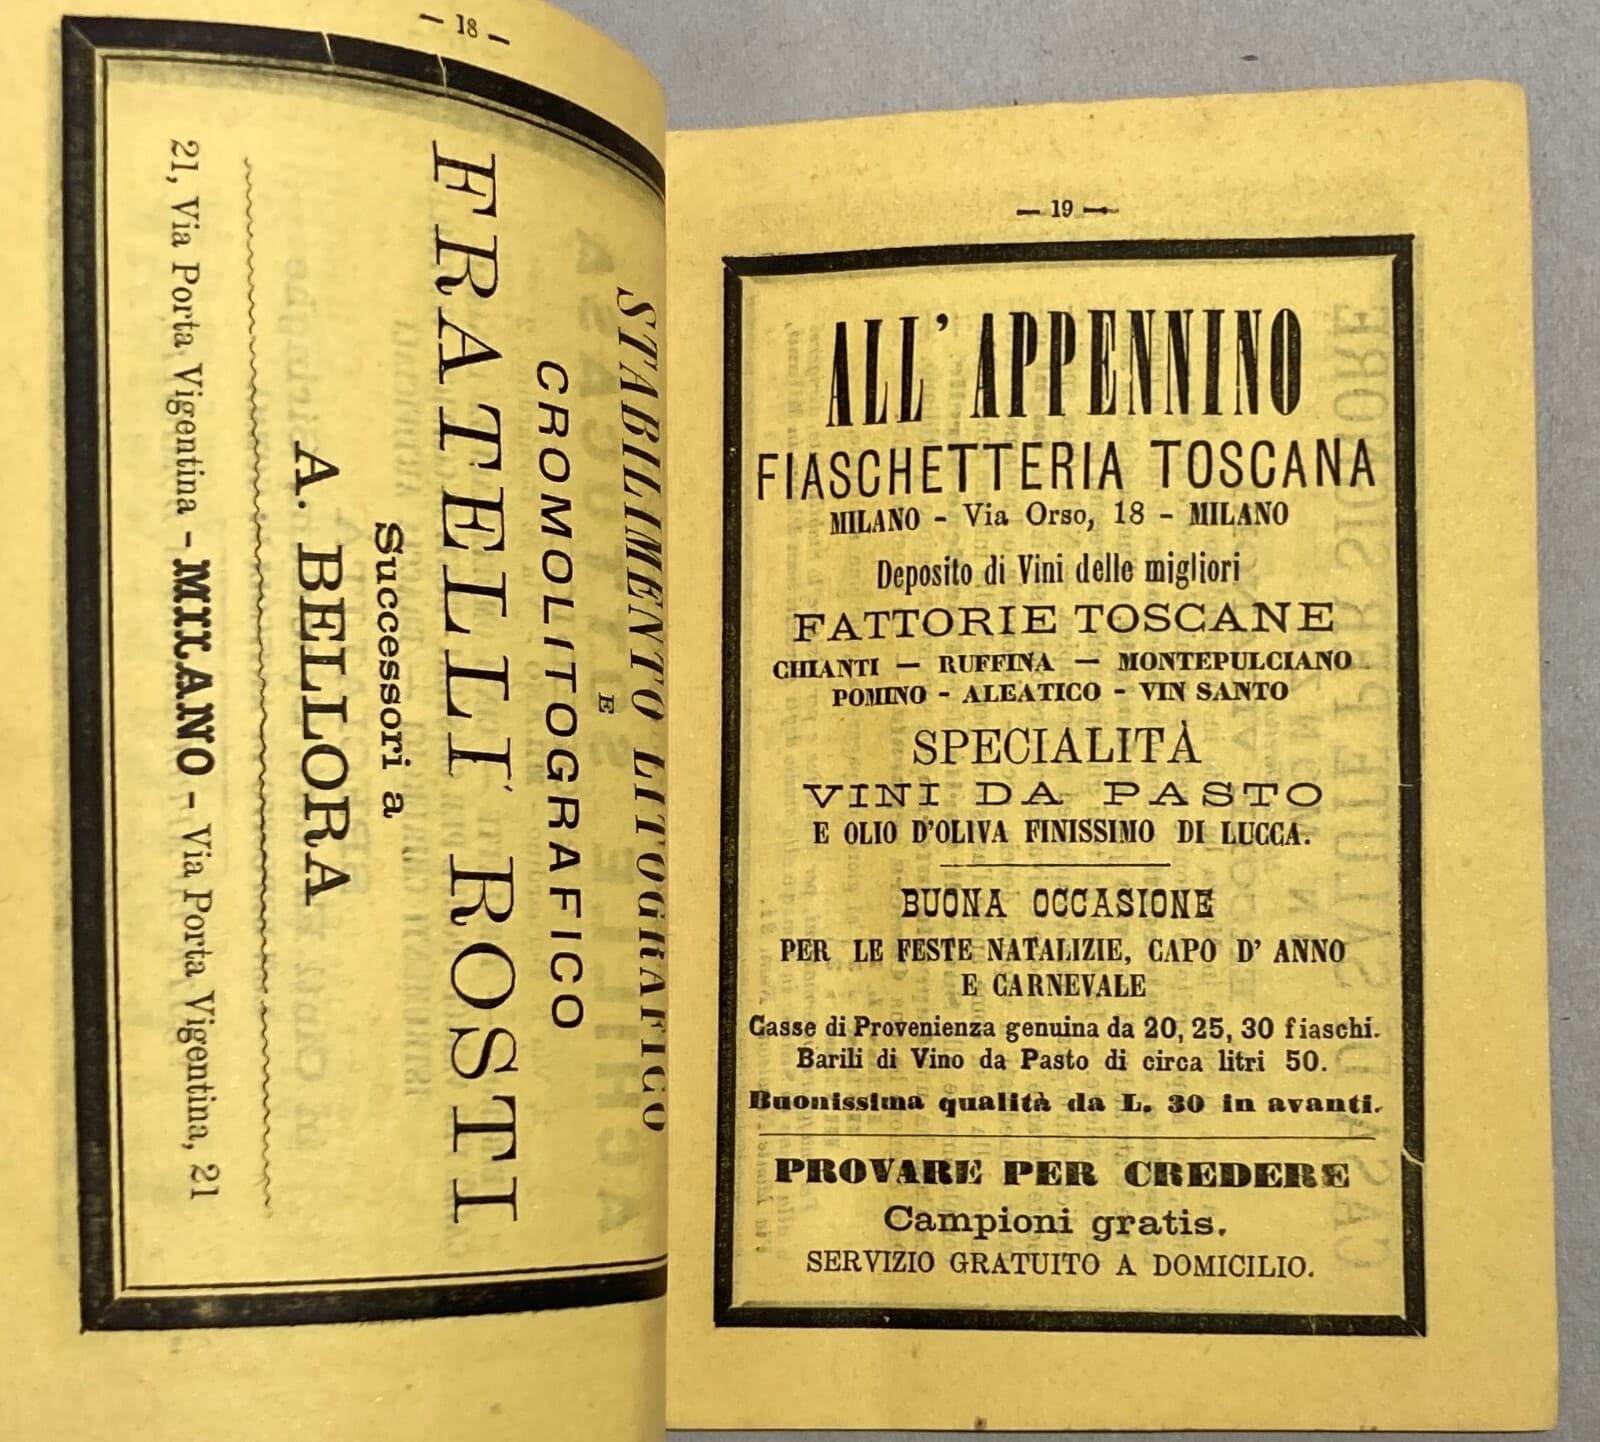 — 18 —
STABILIMENTO LITOGRAFICO
E
CROMOLITOGRAFICO
FRATELLI ROSTI
Successori a
A. BELLORA
21, Via Porta Vigentina - MILANO - Via Porta Vigentina, 21
— 19 —
ALL' APPENNINO
FIASCHETTERIA TOSCANA
MILANO - Via Orso, 18 - MILANO
Deposito di Vini delle migliori
FATTORIE TOSCANE
CHIANTI — RUFFINA — MONTEPULCIANO
POMINO - ALEATICO - VIN SANTO
SPECIALITÀ
VINI DA PASTO
E OLIO D'OLIVA FINISSIMO DI LUCCA.
BUONA OCCASIONE
PER LE FESTE NATALIZIE, CAPO D' ANNO
E CARNEVALE
Casse di Provenienza genuina da 20, 25, 30 fiaschi.
Barili di Vino da Pasto di circa litri 50.
Buonissima qualità da L. 30 in avanti.
PROVARE PER CREDERE
Campioni gratis.
SERVIZIO GRATUITO A DOMICILIO.